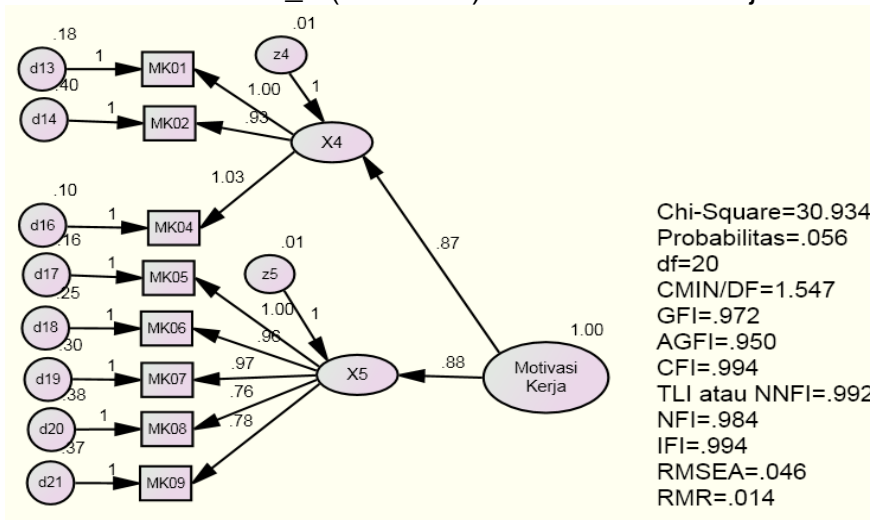 .18
d13
1
MK01
.40
d14
1
MK02
.01
z4
1
1.00
.93
X4
1.03
.10
d16
1
MK04
.16
d17
1
MK05
.01
z5
1
.87
.25
d18
1
MK06
1.00
.96
.30
d19
1
MK07
.97
X5
.88
1.00
Motivasi
Kerja
.38
d20
1
MK08
.76
.37
.78
d21
1
MK09
Chi-Square=30.934
Probabilitas=.056
df=20
CMIN/DF=1.547
GFI=.972
AGFI=.950
CFI=.994
TLI atau NNFI=.992
NFI=.984
IFI=.994
RMSEA=.046
RMR=.014